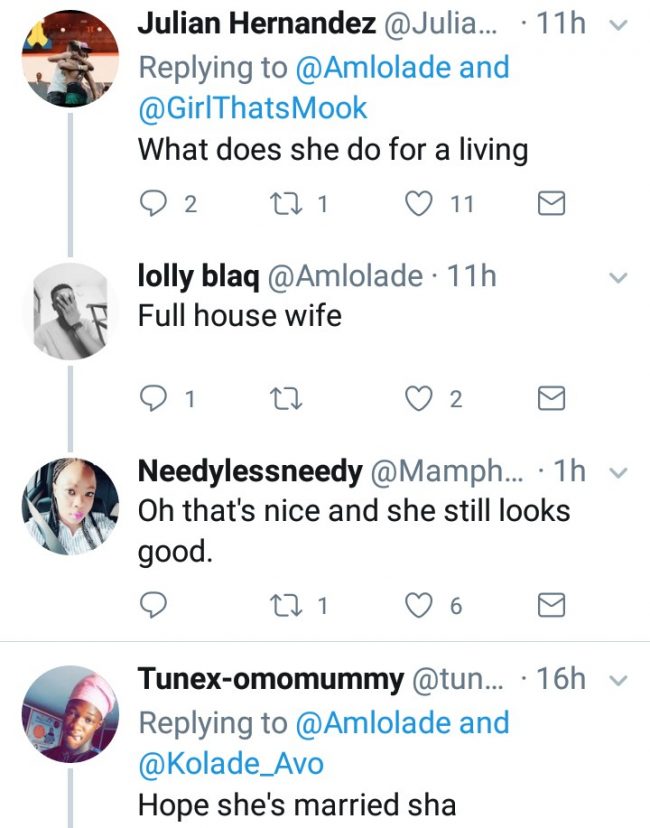 Julian Hernandez @Julia... · 11h
Replying to @Amlolade and
@GirlThatsMook
What does she do for a living
2 1 11
lolly blaq @Amlolade · 11h
Full house wife
1 2
Needylessneedy @Mamph... · 1h
Oh that's nice and she still looks
good.
1 6
Tunex-omomummy @tun... · 16h
Replying to @Amlolade and
@Kolade_Avo
Hope she's married sha